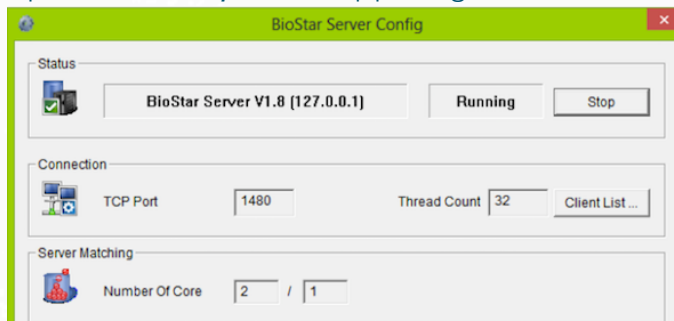 BioStar Server Config
Status
BioStar Server V1.8 (127.0.0.1) Running Stop
Connection
TCP Port 1480 Thread Count 32 Client List ...
Server Matching
Number Of Core 2 / 1